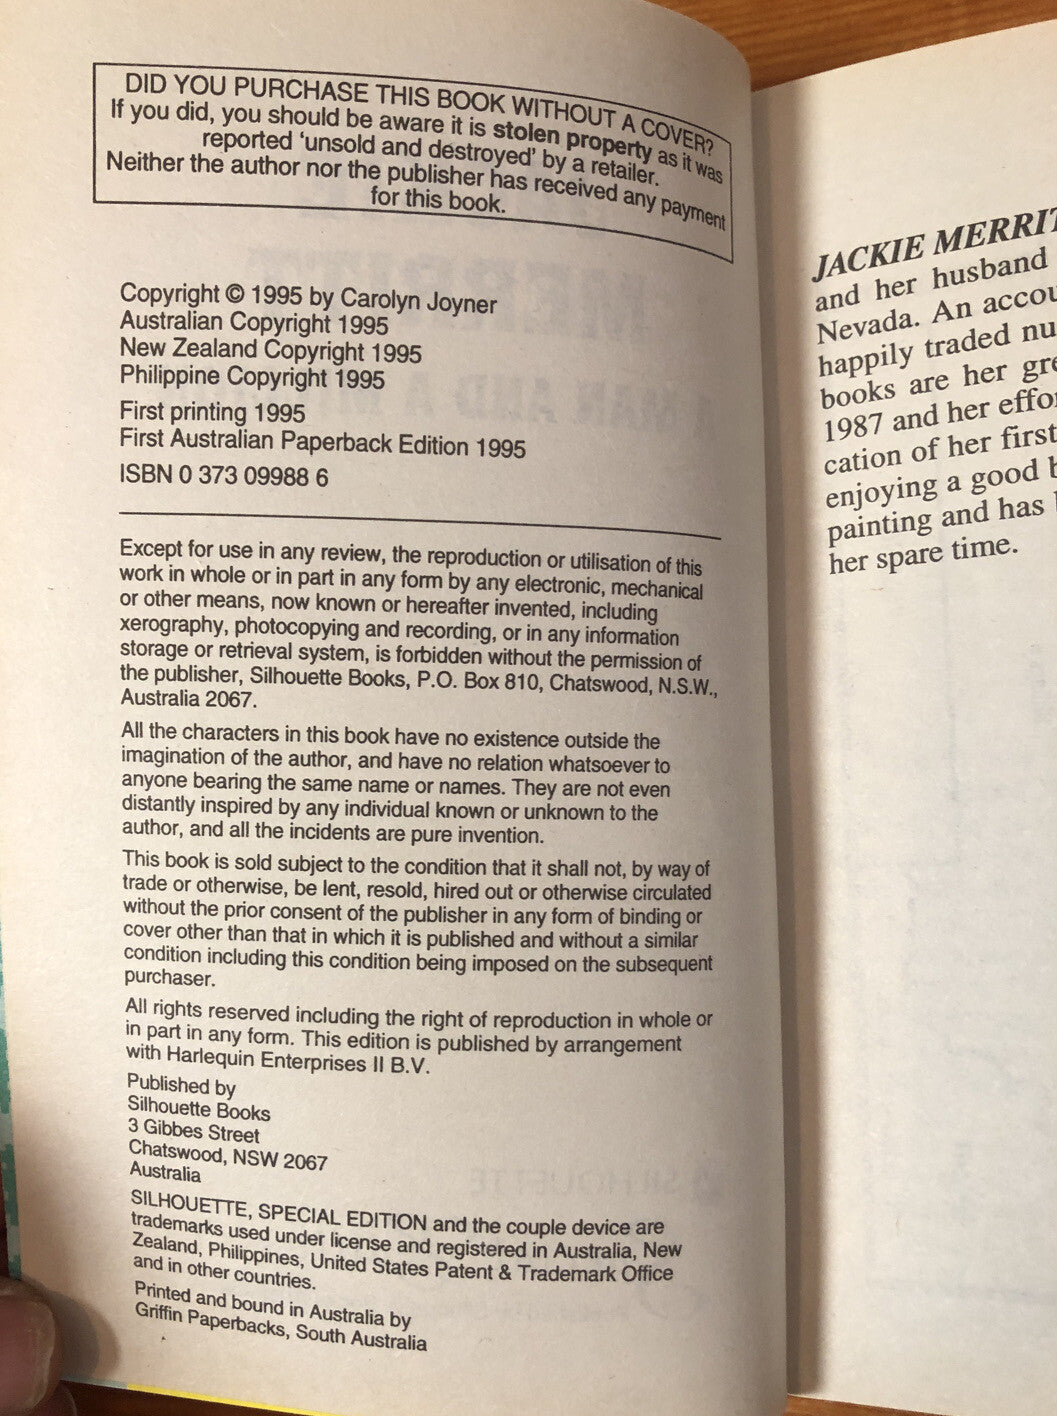 DID YOU PURCHASE THIS BOOK WITHOUT A COVER?
If you did, you should be aware it is stolen property as it was
reported ‘unsold and destroyed’ by a retailer.
Neither the author nor the publisher has received any payment
for this book.
Copyright © 1995 by Carolyn Joyner
Australian Copyright 1995
New Zealand Copyright 1995
Philippine Copyright 1995
First printing 1995
First Australian Paperback Edition 1995
ISBN 0 373 09988 6
Except for use in any review, the reproduction or utilisation of this
work in whole or in part in any form by any electronic, mechanical
or other means, now known or hereafter invented, including
xerography, photocopying and recording, or in any information
storage or retrieval system, is forbidden without the permission of
the publisher, Silhouette Books, P.O. Box 810, Chatswood, N.S.W.,
Australia 2067.
All the characters in this book have no existence outside the
imagination of the author, and have no relation whatsoever to
anyone bearing the same name or names. They are not even
distantly inspired by any individual known or unknown to the
author, and all the incidents are pure invention.
This book is sold subject to the condition that it shall not, by way of
trade or otherwise, be lent, resold, hired out or otherwise circulated
without the prior consent of the publisher in any form of binding or
cover other than that in which it is published and without a similar
condition including this condition being imposed on the subsequent
purchaser.
All rights reserved including the right of reproduction in whole or
in part in any form. This edition is published by arrangement
with Harlequin Enterprises II B.V.
Published by
Silhouette Books
3 Gibbes Street
Chatswood, NSW 2067
Australia
SILHOUETTE, SPECIAL EDITION and the couple device are
trademarks used under license and registered in Australia, New
Zealand, Philippines, United States Patent & Trademark Office
and in other countries.
Printed and bound in Australia by
Griffin Paperbacks, South Australia
JACKIE MERRIT
and her husband
Nevada. An accou
happily traded nu
books are her gre
1987 and her effor
cation of her first
enjoying a good b
painting and has
her spare time.